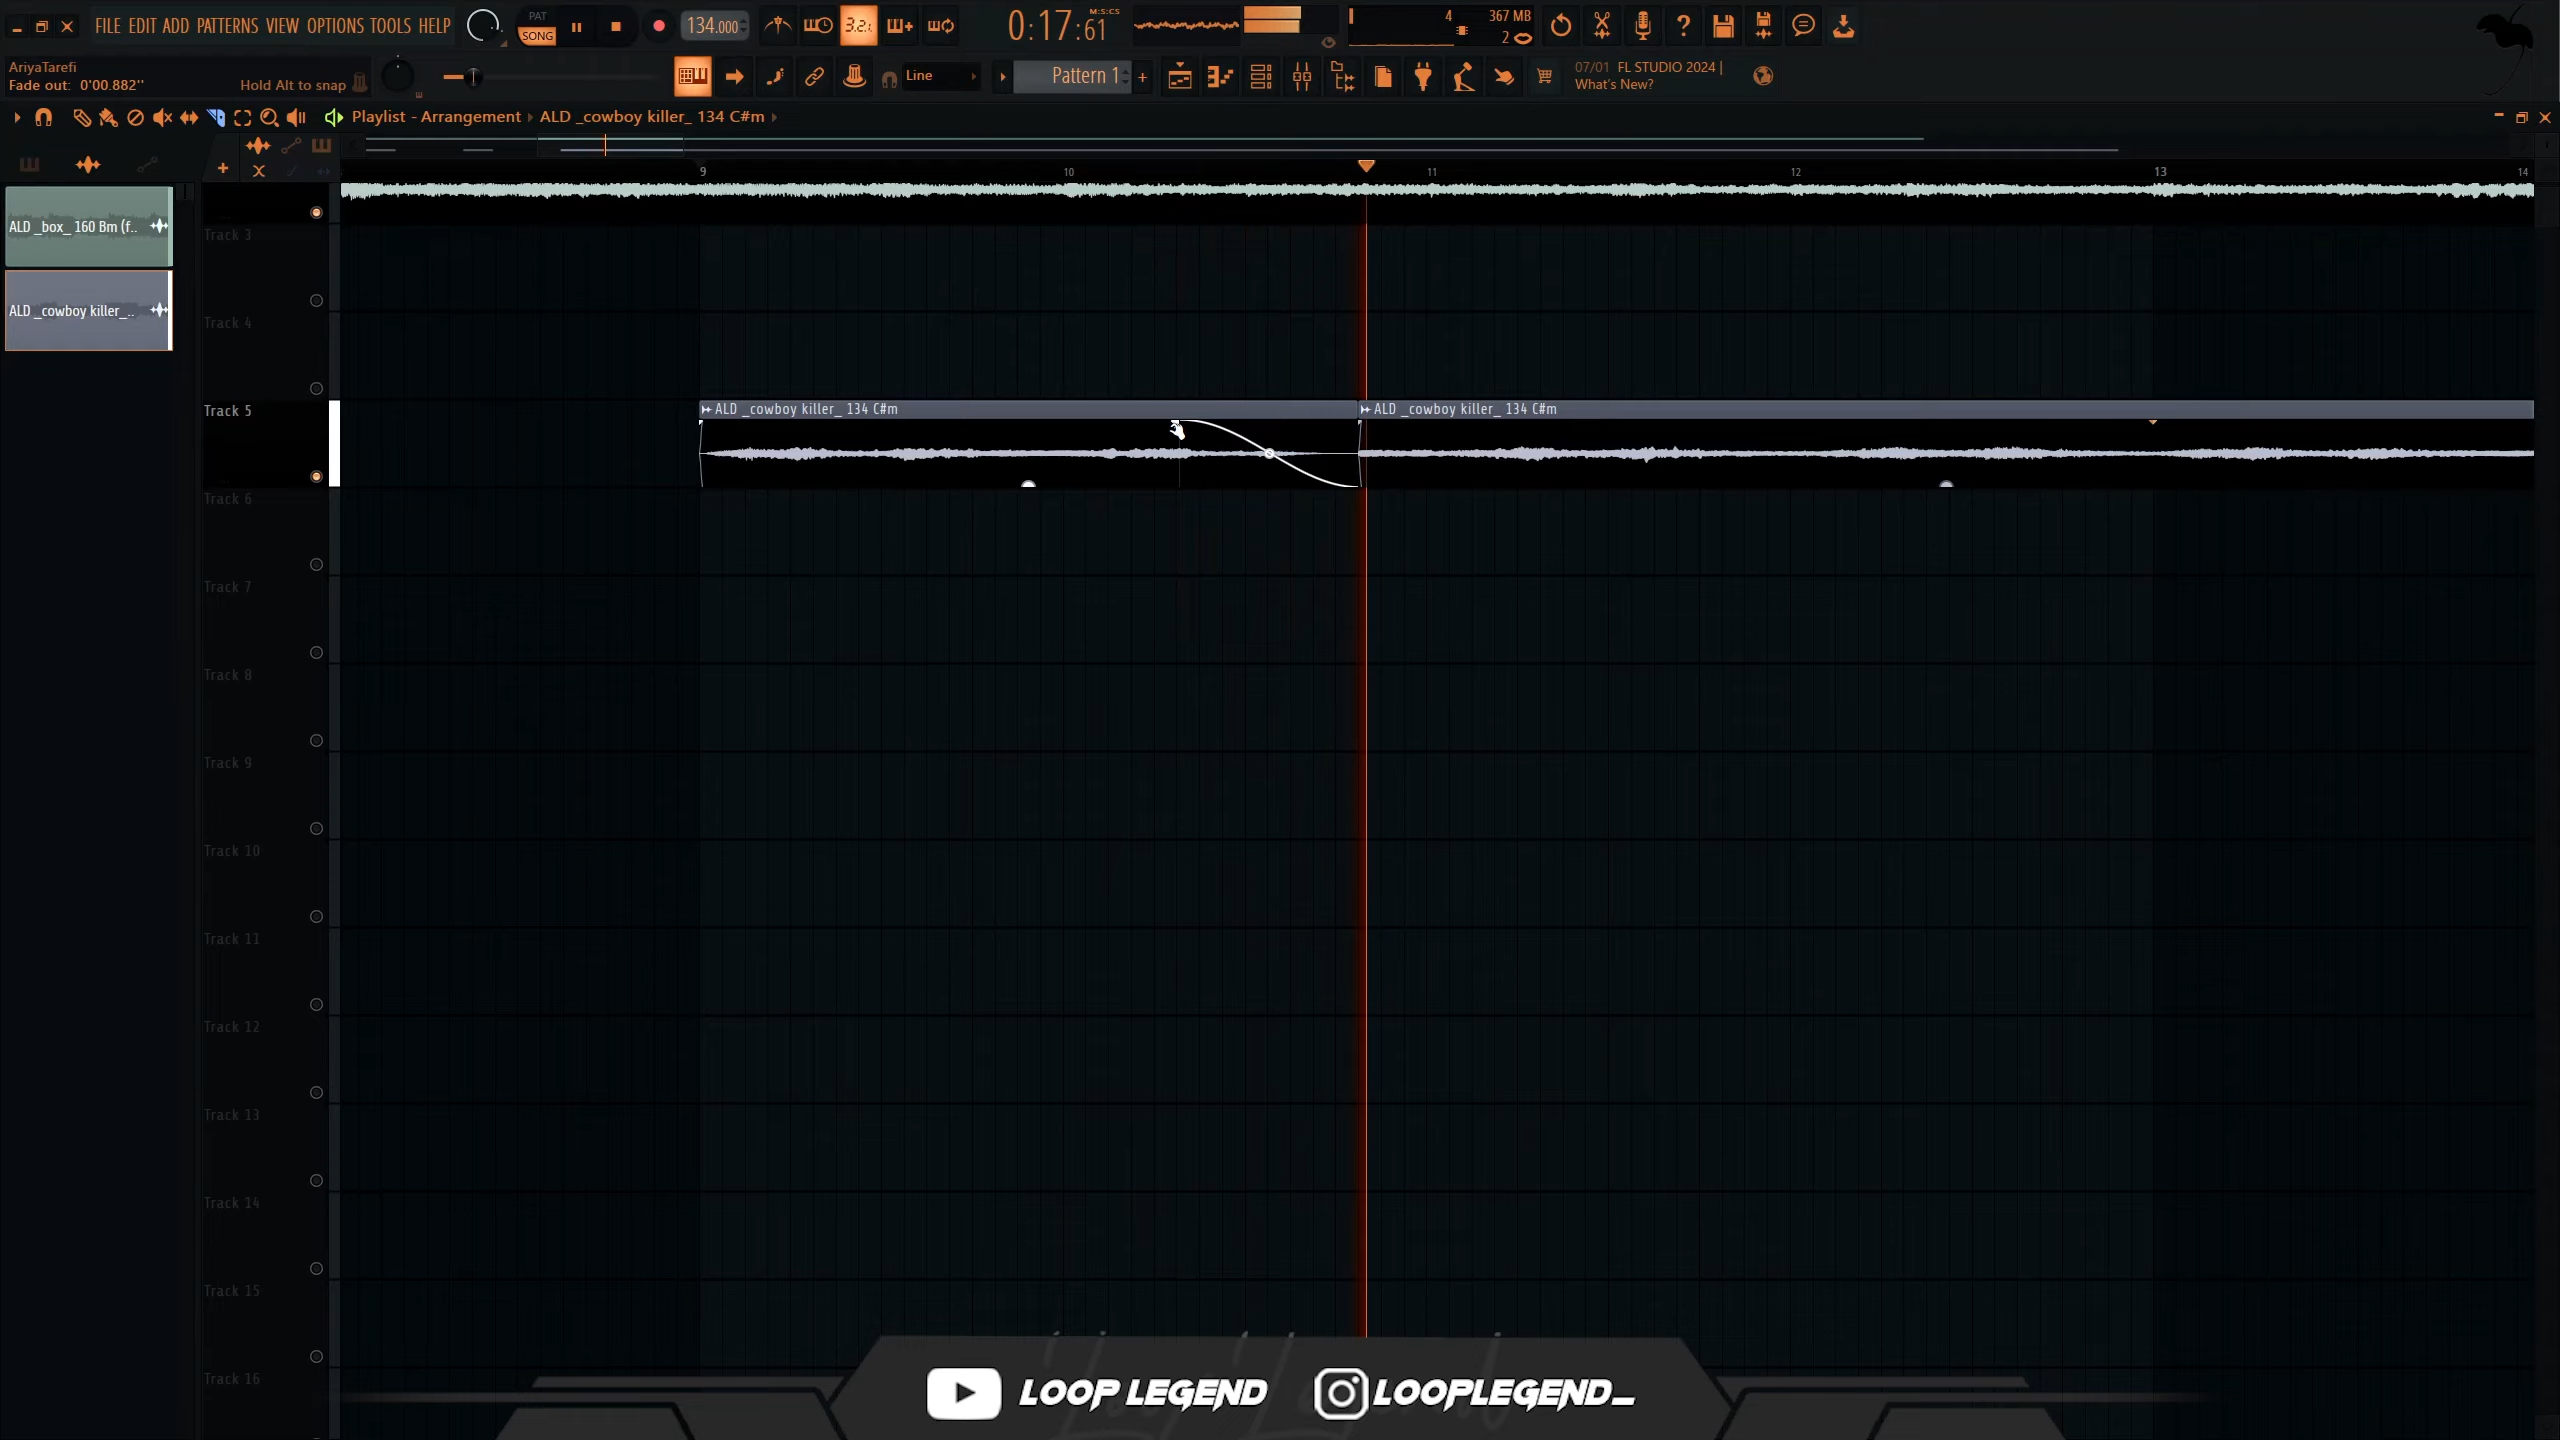 FILE EDIT ADD PATTERNS VIEW OPTIONS TOOLS HELP
PAT
SONG
134.000
3.2.1
0:17:61
M:S:CS
4
367 MB
2
AriyaTarefi
Fade out: 0'00.882''
Hold Alt to snap
Line
Pattern 1
+
07/01 FL STUDIO 2024 |
What's New?
Playlist - Arrangement › ALD _cowboy killer_ 134 C#m
9
10
11
12
13
14
ALD _box_ 160 Bm (f..
ALD _cowboy killer_..
Track 3
Track 4
Track 5
ALD _cowboy killer_ 134 C#m
ALD _cowboy killer_ 134 C#m
Track 6
Track 7
Track 8
Track 9
Track 10
Track 11
Track 12
Track 13
Track 14
Track 15
Track 16
LOOP LEGEND
LOOPLEGEND_